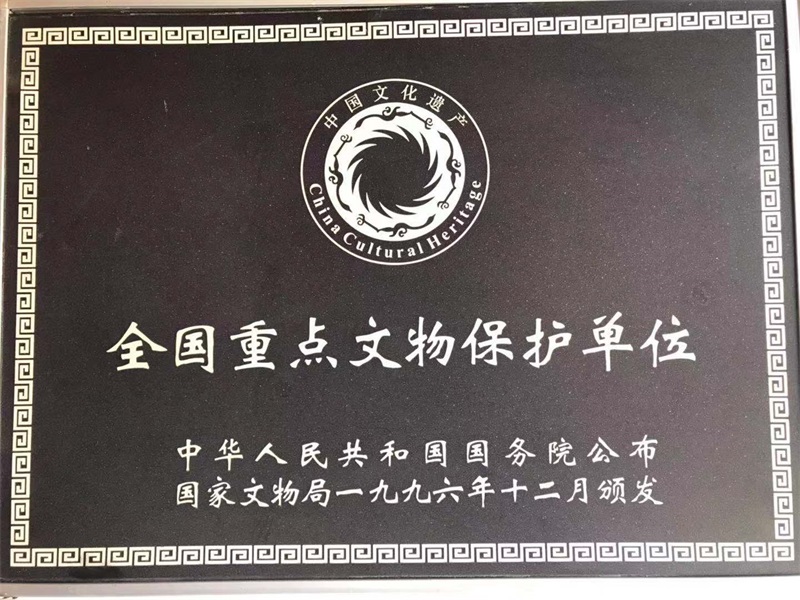 中国文化遗产
China Cultural Heritage
全国重点文物保护单位
中华人民共和国国务院公布
国家文物局一九九六年十二月颁发